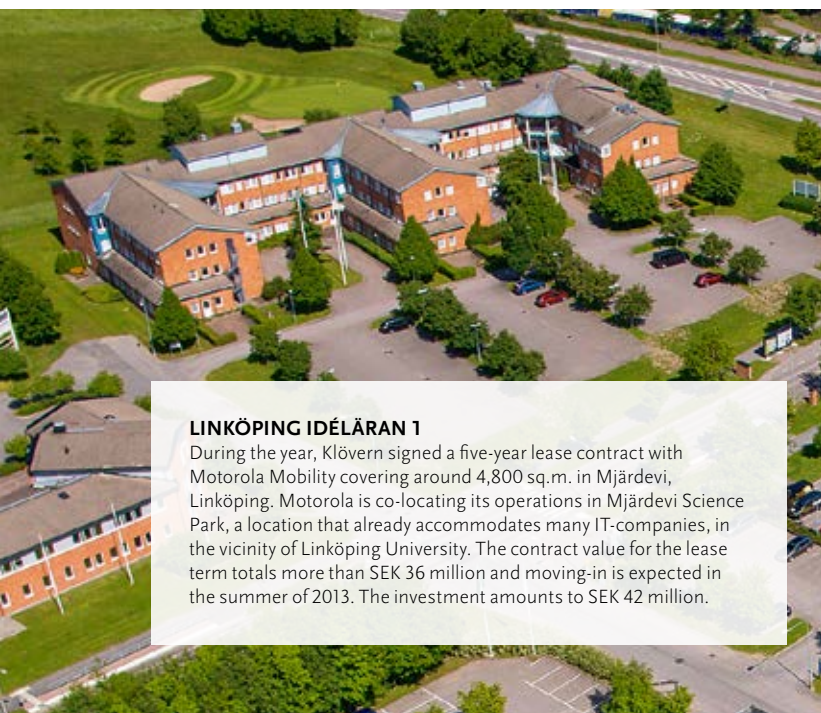 LINKÖPING IDÉLÄRAN 1
During the year, Klövern signed a five-year lease contract with
Motorola Mobility covering around 4,800 sq.m. in Mjärdevi,
Linköping. Motorola is co-locating its operations in Mjärdevi Science
Park, a location that already accommodates many IT-companies, in
the vicinity of Linköping University. The contract value for the lease
term totals more than SEK 36 million and moving-in is expected in
the summer of 2013. The investment amounts to SEK 42 million.